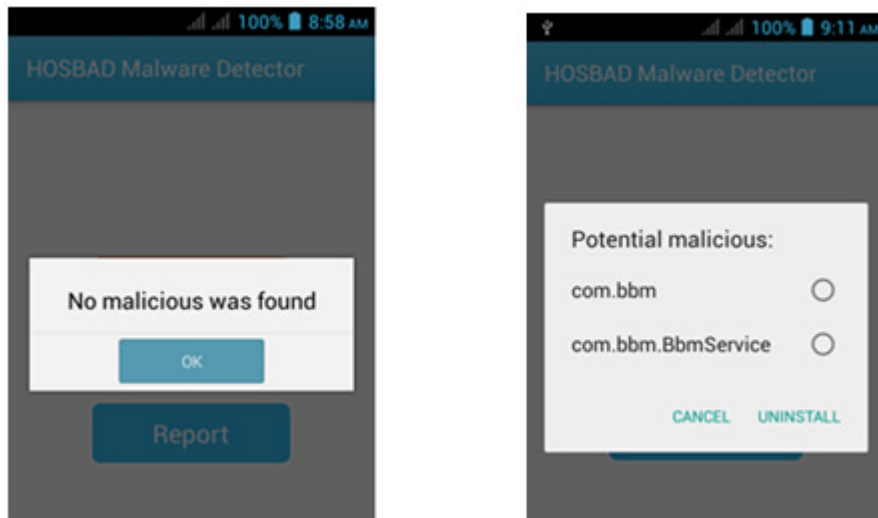 100% 8:58 AM
HOSBAD Malware Detector
No malicious was found
OK
Report
100% 9:11 AM
HOSBAD Malware Detector
Potential malicious:
com.bbm
com.bbm.BbmService
CANCEL UNINSTALL